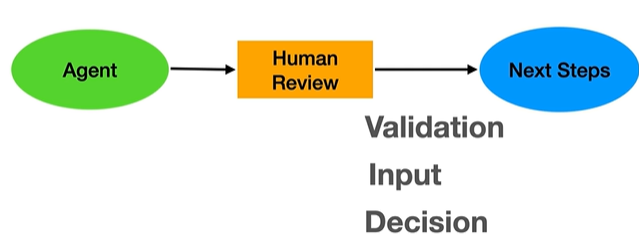 Agent
Human
Review
Next Steps
Validation
Input
Decision